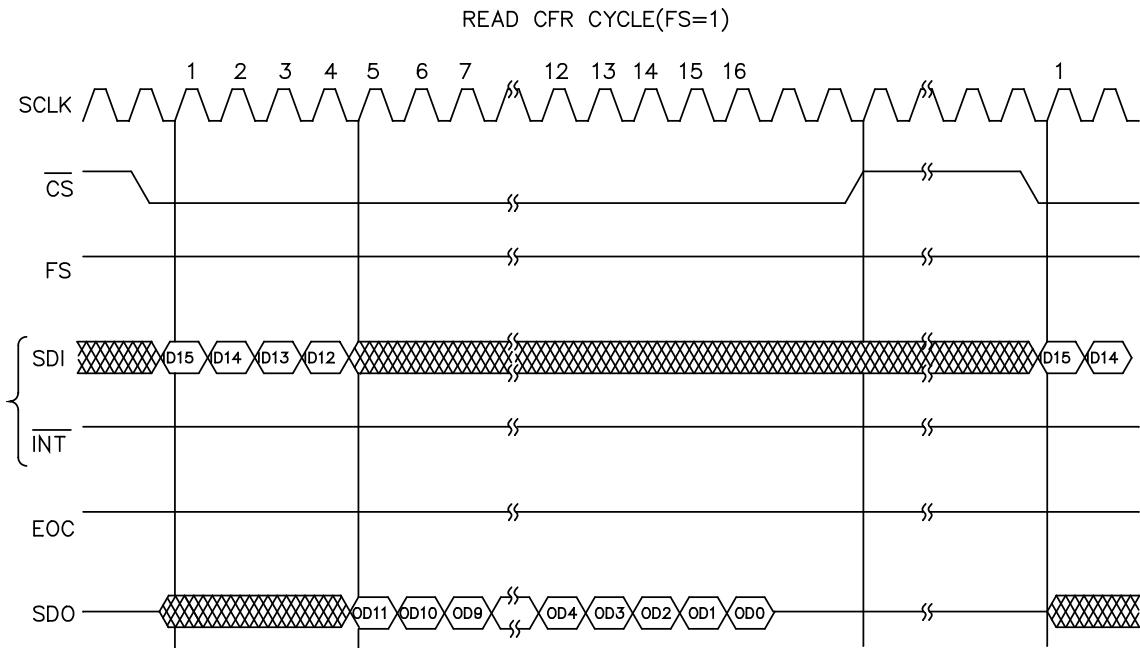 READ CFR CYCLE(FS=1)
1 2 3 4 5 6 7 12 13 14 15 16 1
SCLK
CS
FS
SDI D15 D14 D13 D12 D15 D14
INT
EOC
SDO OD11 OD10 OD9 OD4 OD3 OD2 OD1 OD0